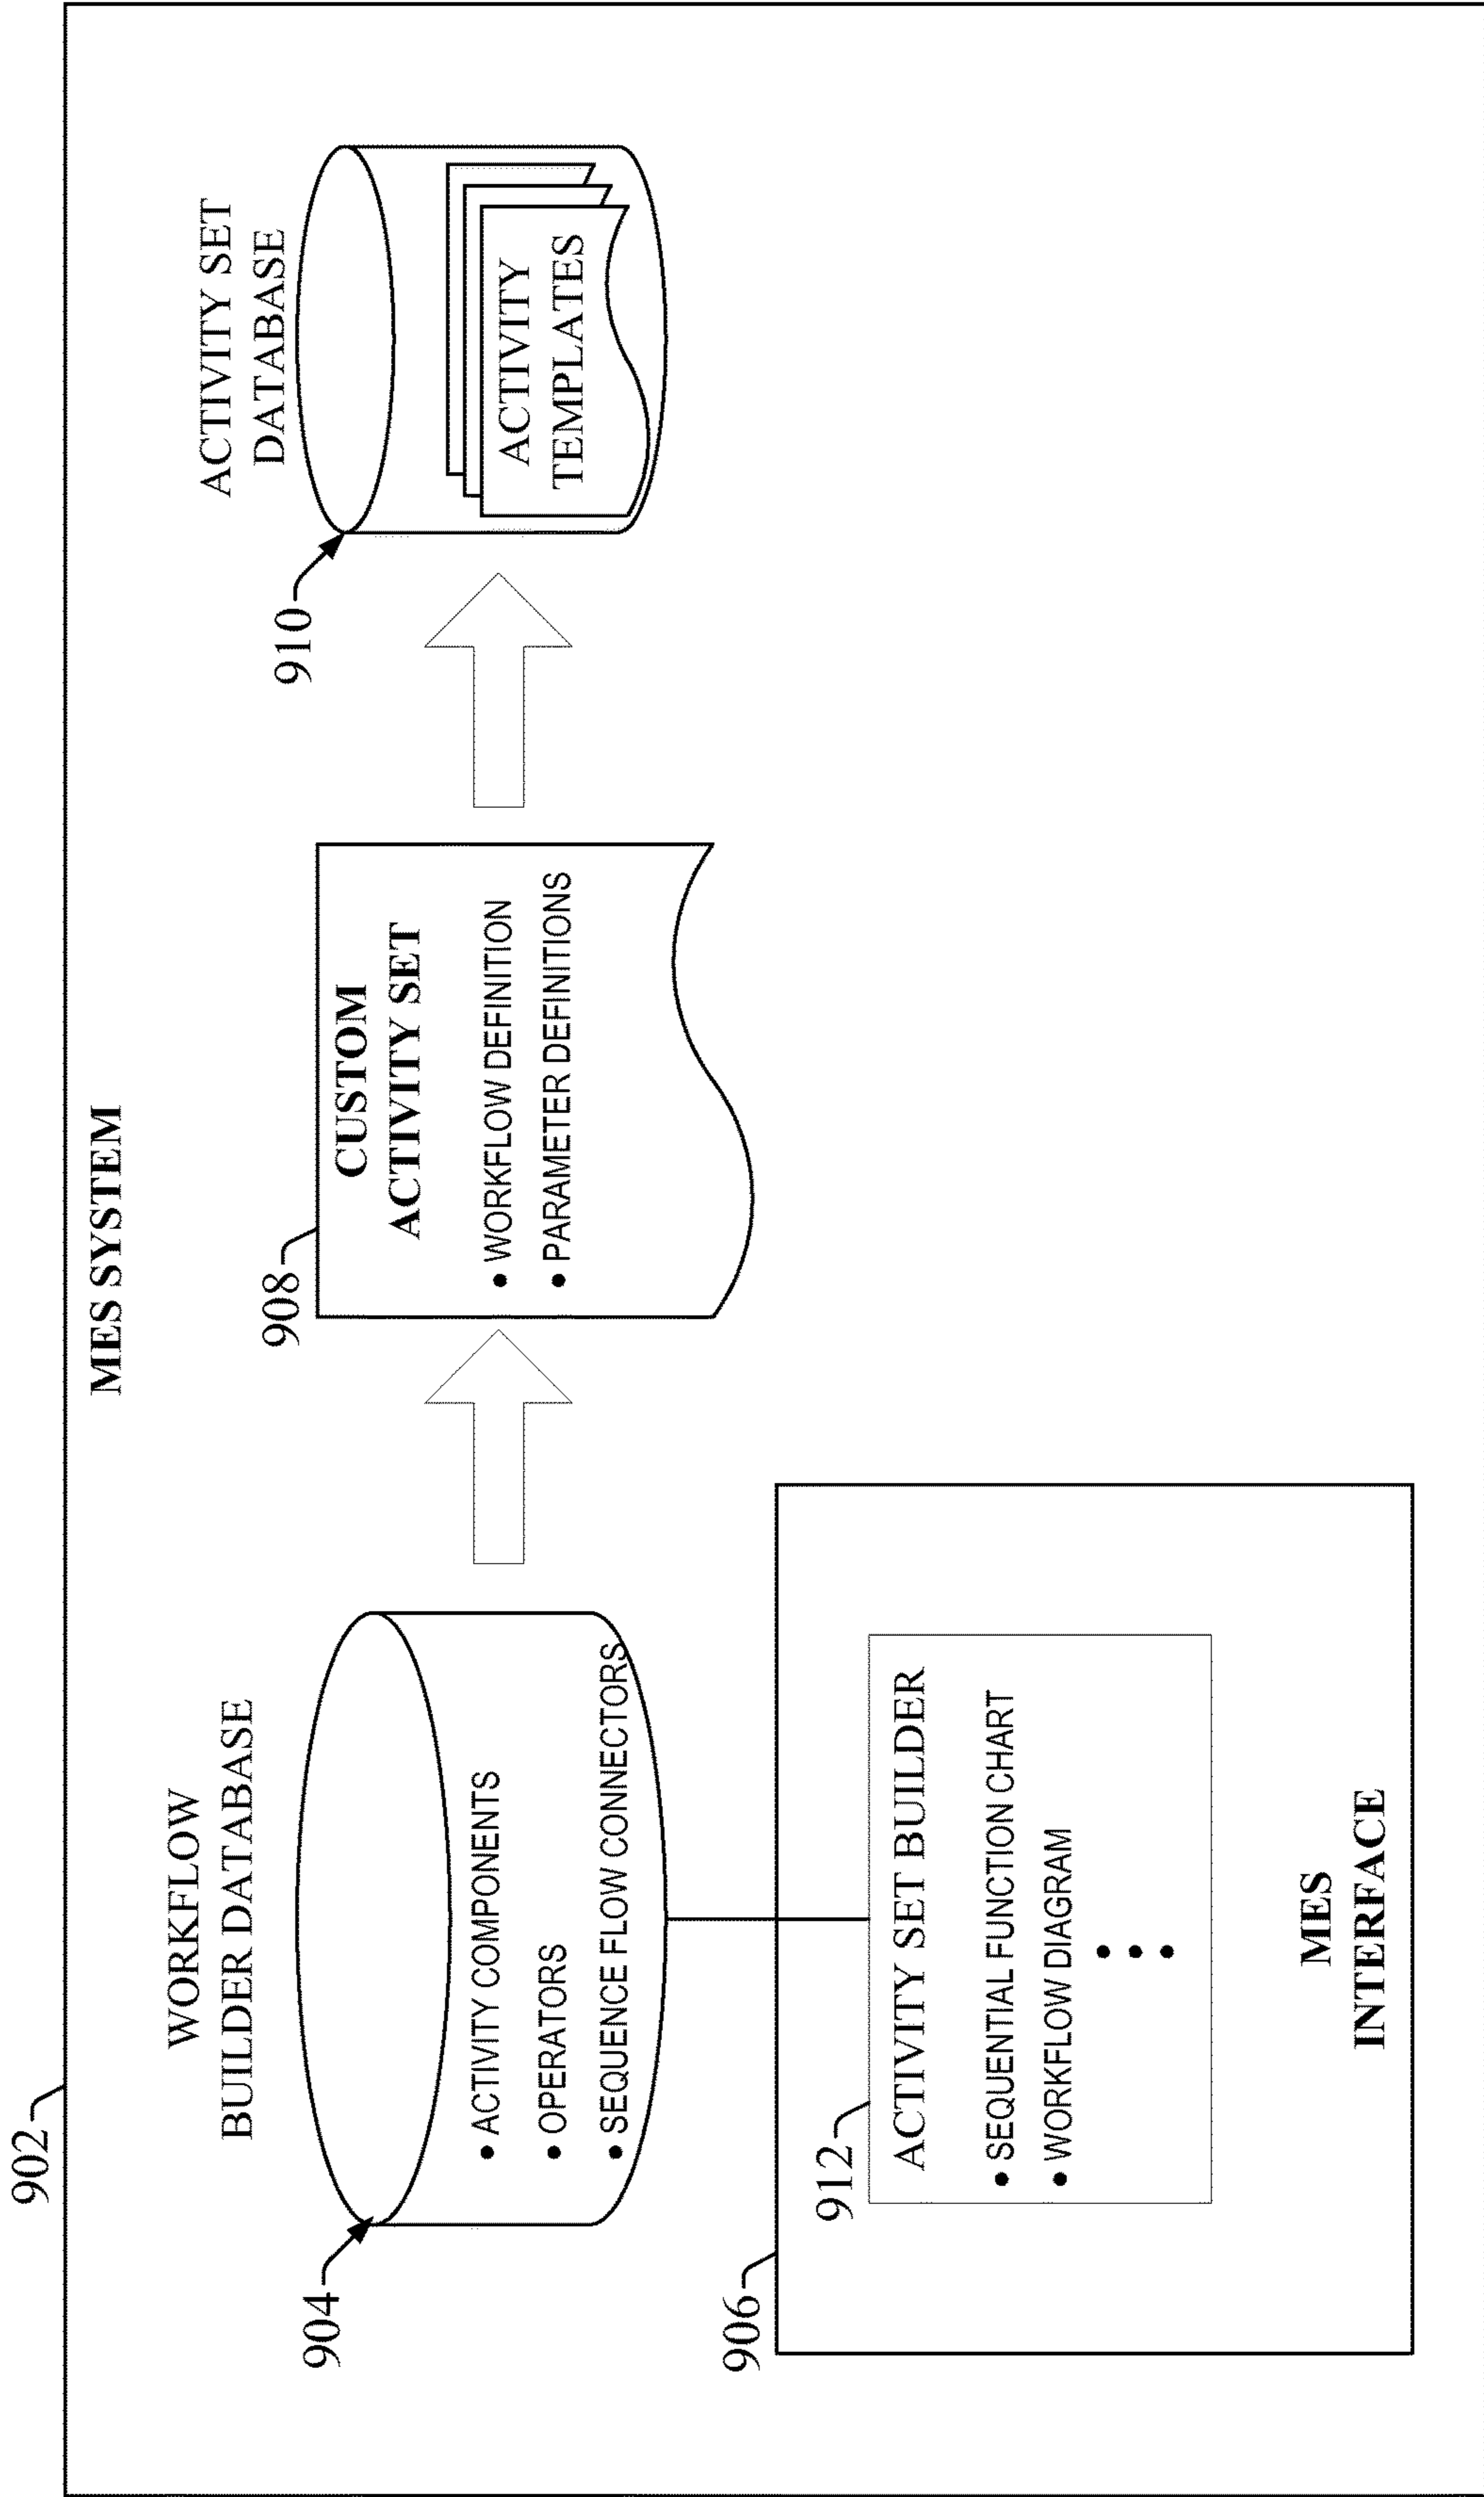 902
MES SYSTEM
WORKFLOW
BUILDER DATABASE
904
• ACTIVITY COMPONENTS
• OPERATORS
• SEQUENCE FLOW CONNECTORS
908
CUSTOM
ACTIVITY SET
• WORKFLOW DEFINITION
• PARAMETER DEFINITIONS
910
ACTIVITY SET
DATABASE
ACTIVITY
TEMPLATES
906
912
ACTIVITY SET BUILDER
• SEQUENTIAL FUNCTION CHART
• WORKFLOW DIAGRAM
MES
INTERFACE